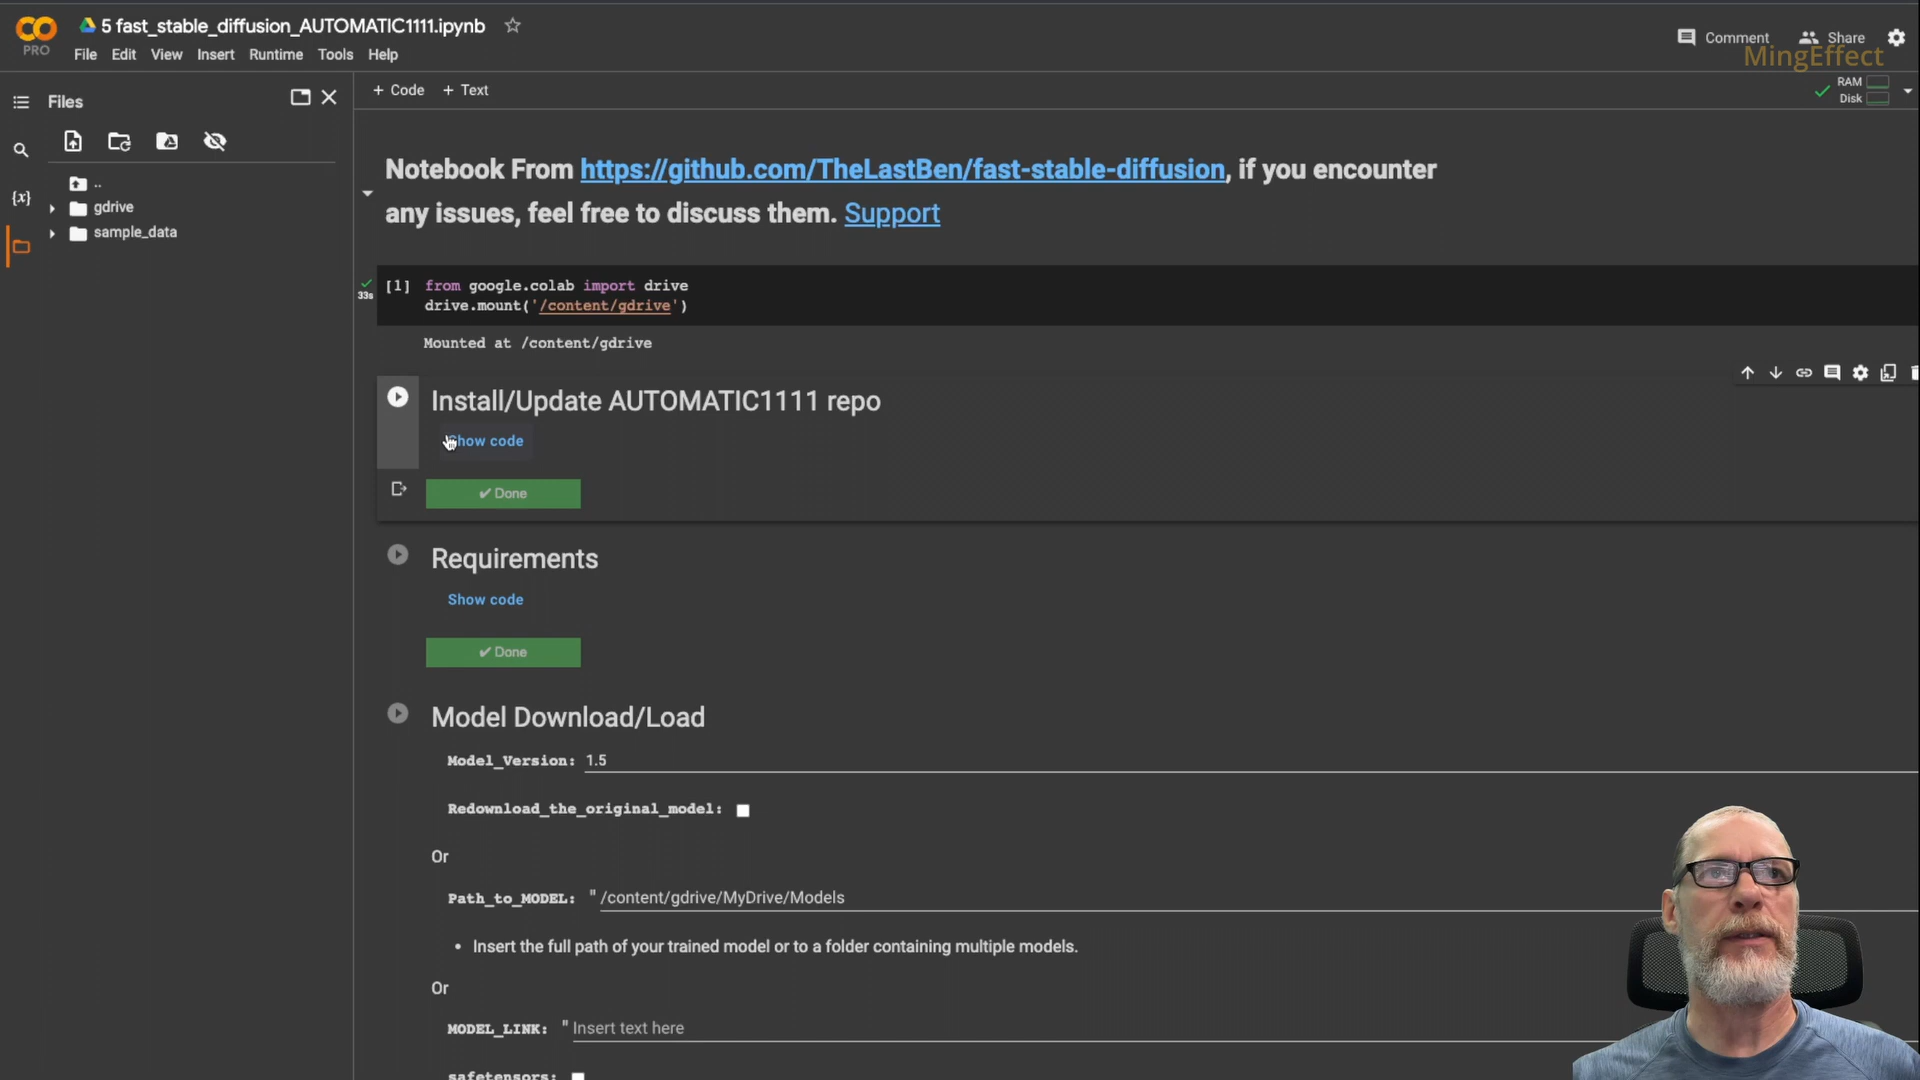 5 fast_stable_diffusion_AUTOMATIC1111.ipynb
PRO
File Edit View Insert Runtime Tools Help
Comment Share
MingEffect
Files
+ Code + Text
RAM
Disk
{x}
..
gdrive
sample_data
Notebook From https://github.com/TheLastBen/fast-stable-diffusion, if you encounter
any issues, feel free to discuss them. Support
33s
[1] from google.colab import drive
drive.mount('/content/gdrive')
Mounted at /content/gdrive
Install/Update AUTOMATIC1111 repo
Show code
✔ Done
Requirements
Show code
✔ Done
Model Download/Load
Model_Version: 1.5
Redownload_the_original_model:
Or
Path_to_MODEL: "/content/gdrive/MyDrive/Models
• Insert the full path of your trained model or to a folder containing multiple models.
Or
MODEL_LINK: "Insert text here
safetensors: